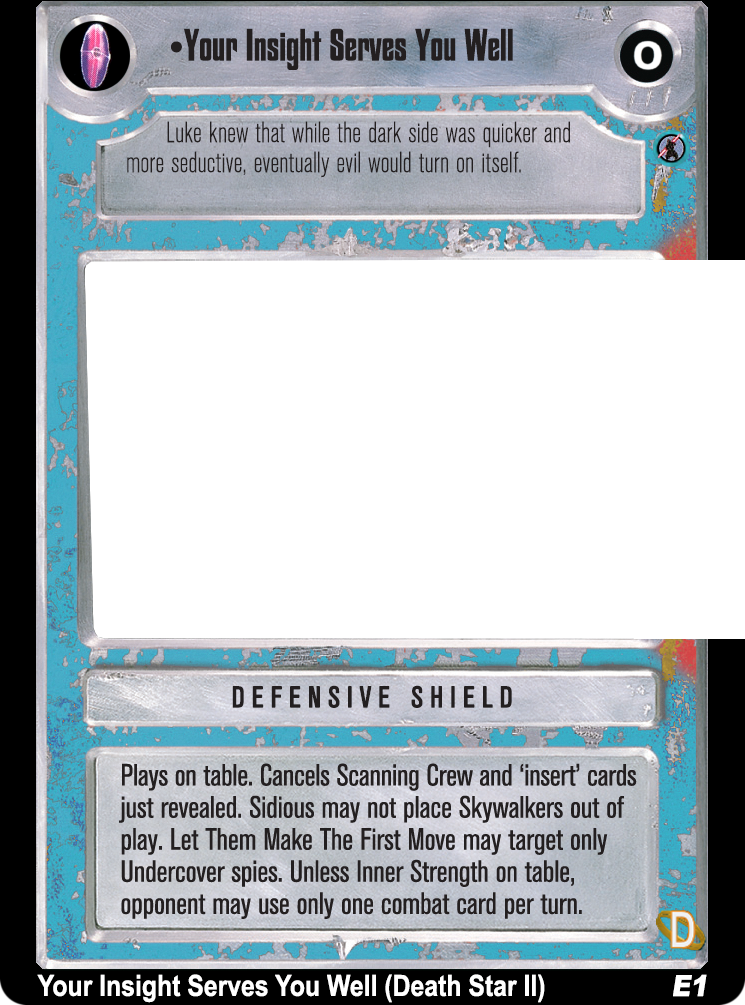 •Your Insight Serves You Well
O
Luke knew that while the dark side was quicker and
more seductive, eventually evil would turn on itself.
DEFENSIVE SHIELD
Plays on table. Cancels Scanning Crew and ‘insert’ cards
just revealed. Sidious may not place Skywalkers out of
play. Let Them Make The First Move may target only
Undercover spies. Unless Inner Strength on table,
opponent may use only one combat card per turn.
D
Your Insight Serves You Well (Death Star II) E1